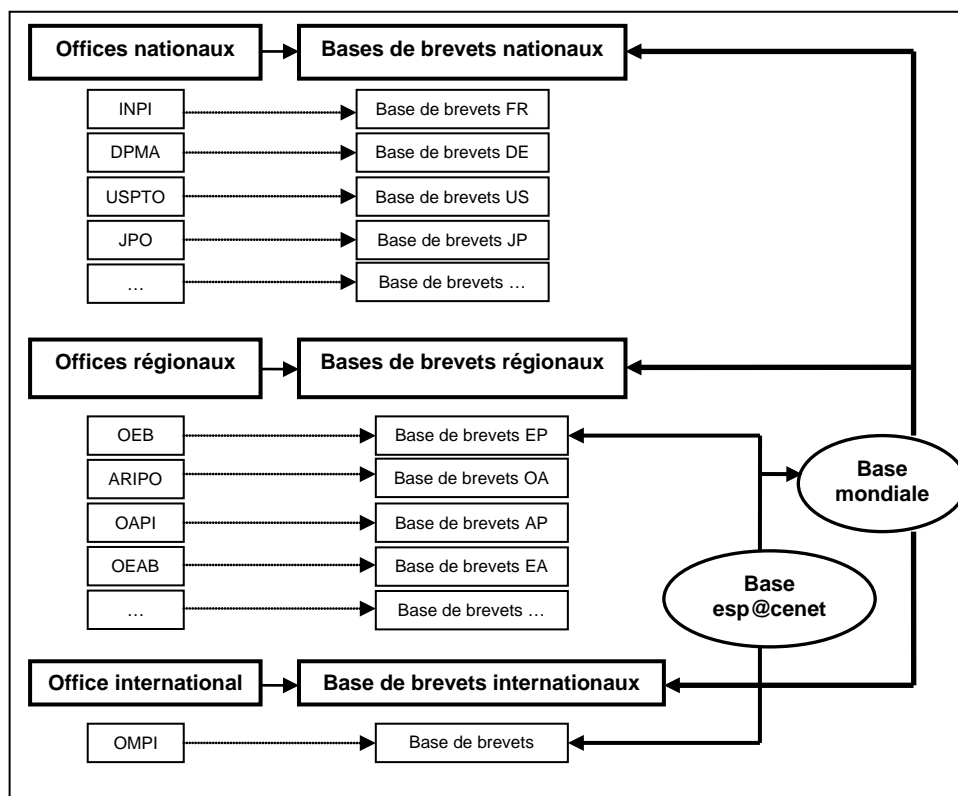 Offices nationaux
Bases de brevets nationaux
INPI
Base de brevets FR
DPMA
Base de brevets DE
USPTO
Base de brevets US
JPO
Base de brevets JP
…
Base de brevets …
Offices régionaux
Bases de brevets régionaux
OEB
Base de brevets EP
ARIPO
Base de brevets OA
OAPI
Base de brevets AP
OEAB
Base de brevets EA
…
Base de brevets …
Base
mondiale
Base
esp@cenet
Office international
Base de brevets internationaux
OMPI
Base de brevets